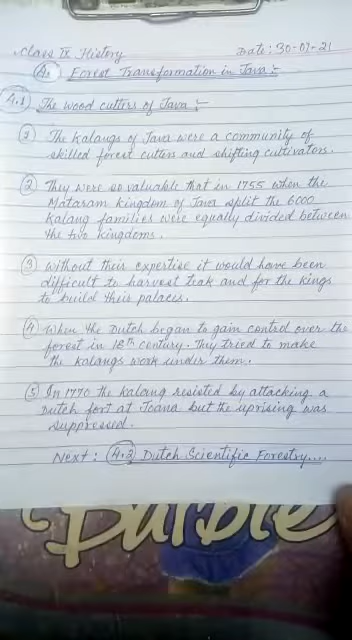 Class IX History
Date: 30-07-21
4. Forest Transformation in Java :-
4.1 The wood cutters of Java :-
1 The Kalangs of Java were a community of
skilled forest cutters and shifting cultivators.
2 They were so valuable that in 1755 when the
Mataram kingdom of Java split the 6000
Kalang families were equally divided between
the two kingdoms.
3 Without their expertise it would have been
difficult to harvest teak and for the kings
to build their palaces.
4 When the Dutch began to gain control over the
forest in 18th century. They tried to make
the kalangs work under them.
5 In 1770 the kalang resisted by attacking a
Dutch fort at Joana but the uprising was
suppressed.
Next : 4.2 Dutch Scientific Forestry....
Barbie